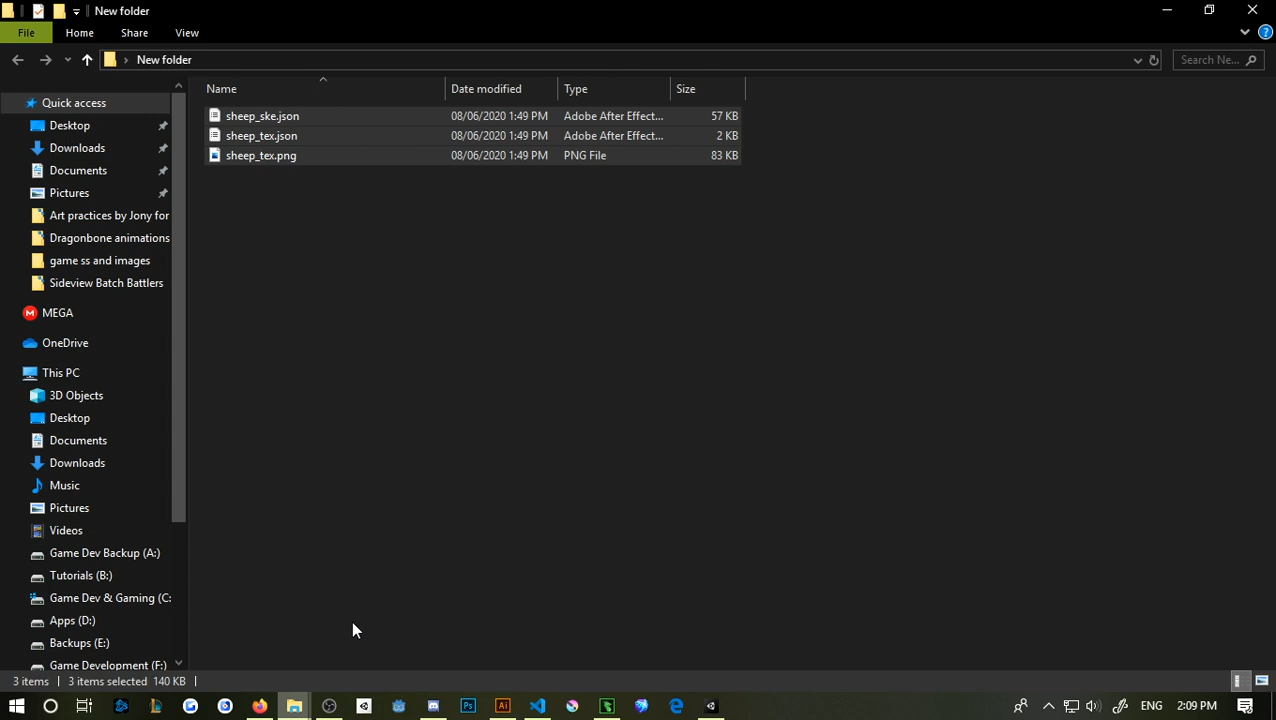 New folder
File Home Share View
New folder
Search Ne...
Name Date modified Type Size
sheep_ske.json 08/06/2020 1:49 PM Adobe After Effect... 57 KB
sheep_tex.json 08/06/2020 1:49 PM Adobe After Effect... 2 KB
sheep_tex.png 08/06/2020 1:49 PM PNG File 83 KB
Quick access
Desktop
Downloads
Documents
Pictures
Art practices by Jony for
Dragonbone animations
game ss and images
Sideview Batch Battlers
MEGA
OneDrive
This PC
3D Objects
Desktop
Documents
Downloads
Music
Pictures
Videos
Game Dev Backup (A:)
Tutorials (B:)
Game Dev & Gaming (C:
Apps (D:)
Backups (E:)
Game Development (F:)
3 items 3 items selected 140 KB
ENG 2:09 PM